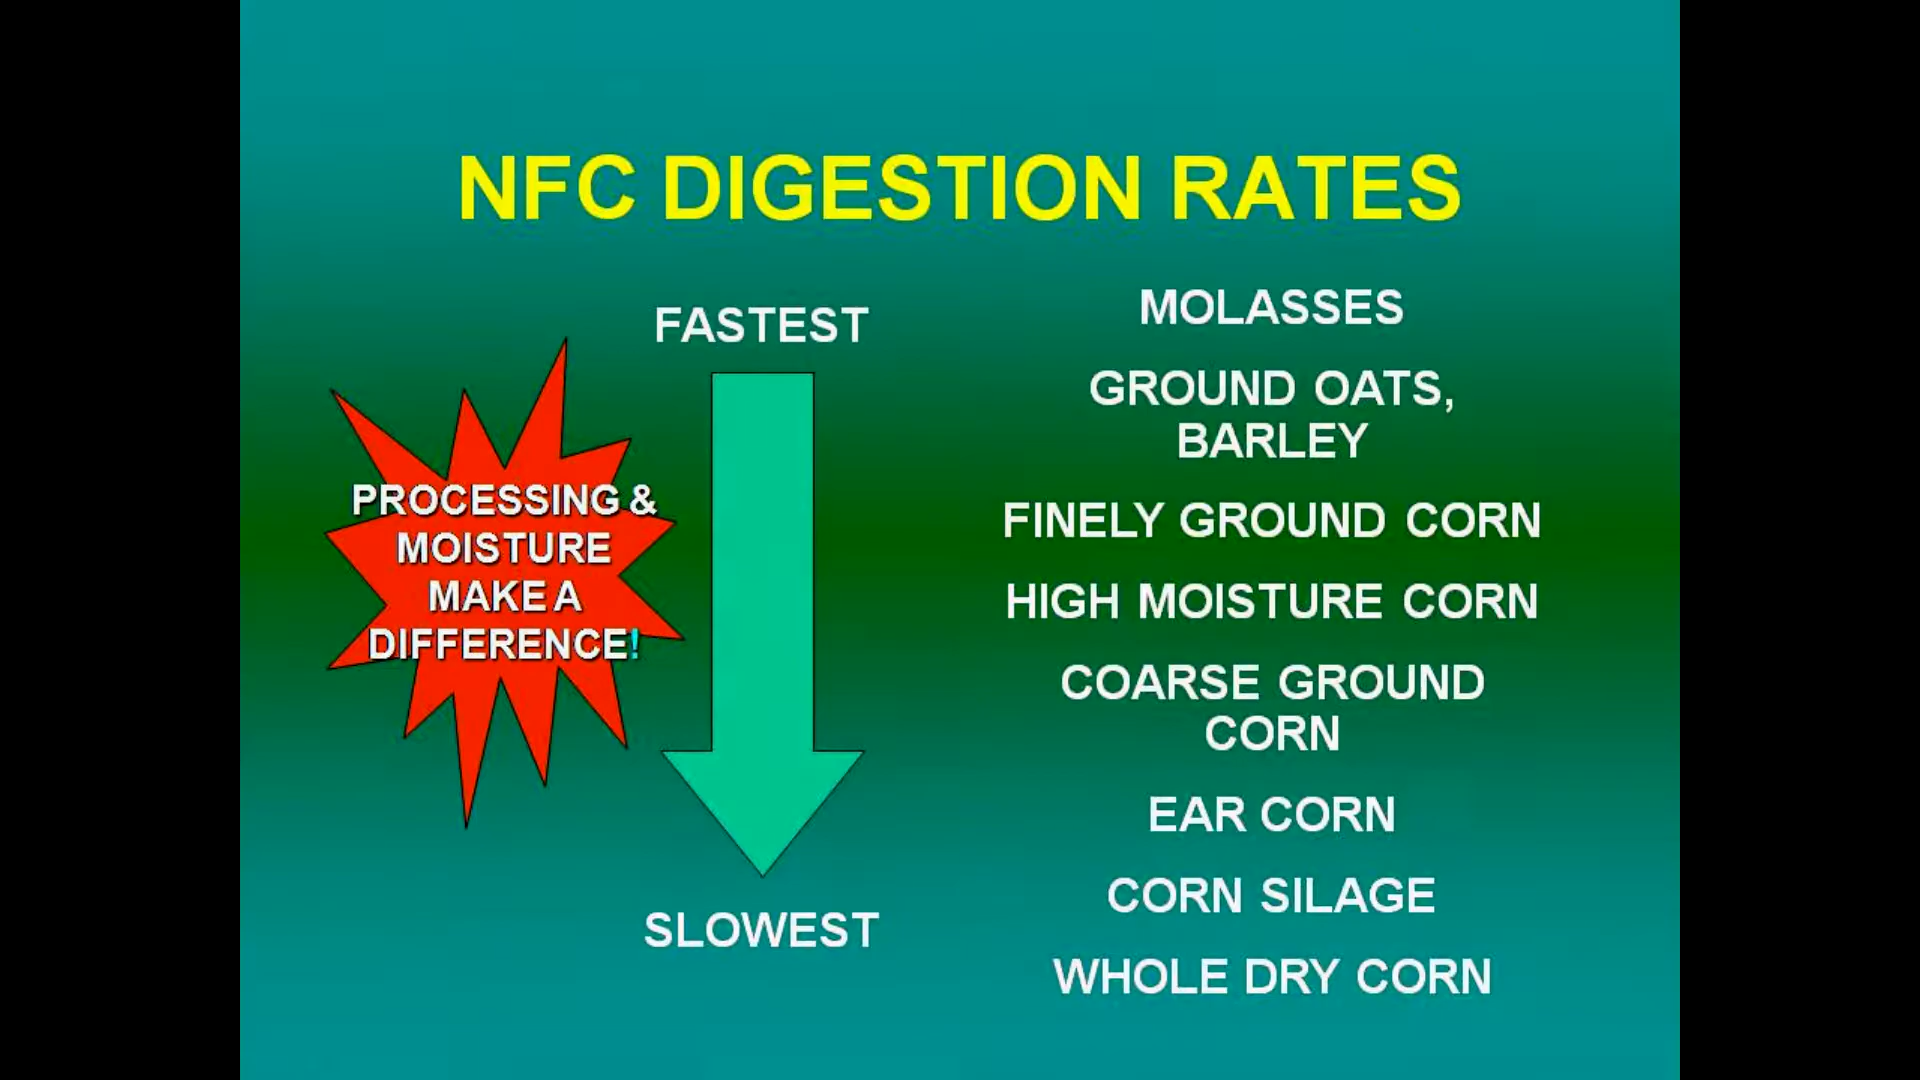 NFC DIGESTION RATES
FASTEST
PROCESSING &
MOISTURE
MAKE A
DIFFERENCE!
SLOWEST
MOLASSES
GROUND OATS,
BARLEY
FINELY GROUND CORN
HIGH MOISTURE CORN
COARSE GROUND
CORN
EAR CORN
CORN SILAGE
WHOLE DRY CORN